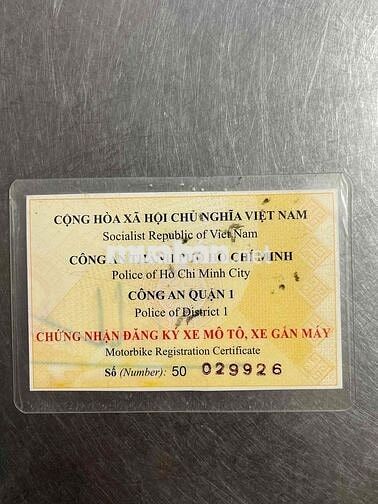 CỘNG HÒA XÃ HỘI CHỦ NGHĨA VIỆT NAM
Socialist Republic of Viet Nam
CÔNG AN HỒ CHÍ MINH
Police of Ho Chi Minh City
CÔNG AN QUẬN 1
Police of District 1
CHỨNG NHẬN ĐĂNG KÝ XE MÔ TÔ, XE GẮN MÁY
Motorbike Registration Certificate
Số (Number): 50 029926